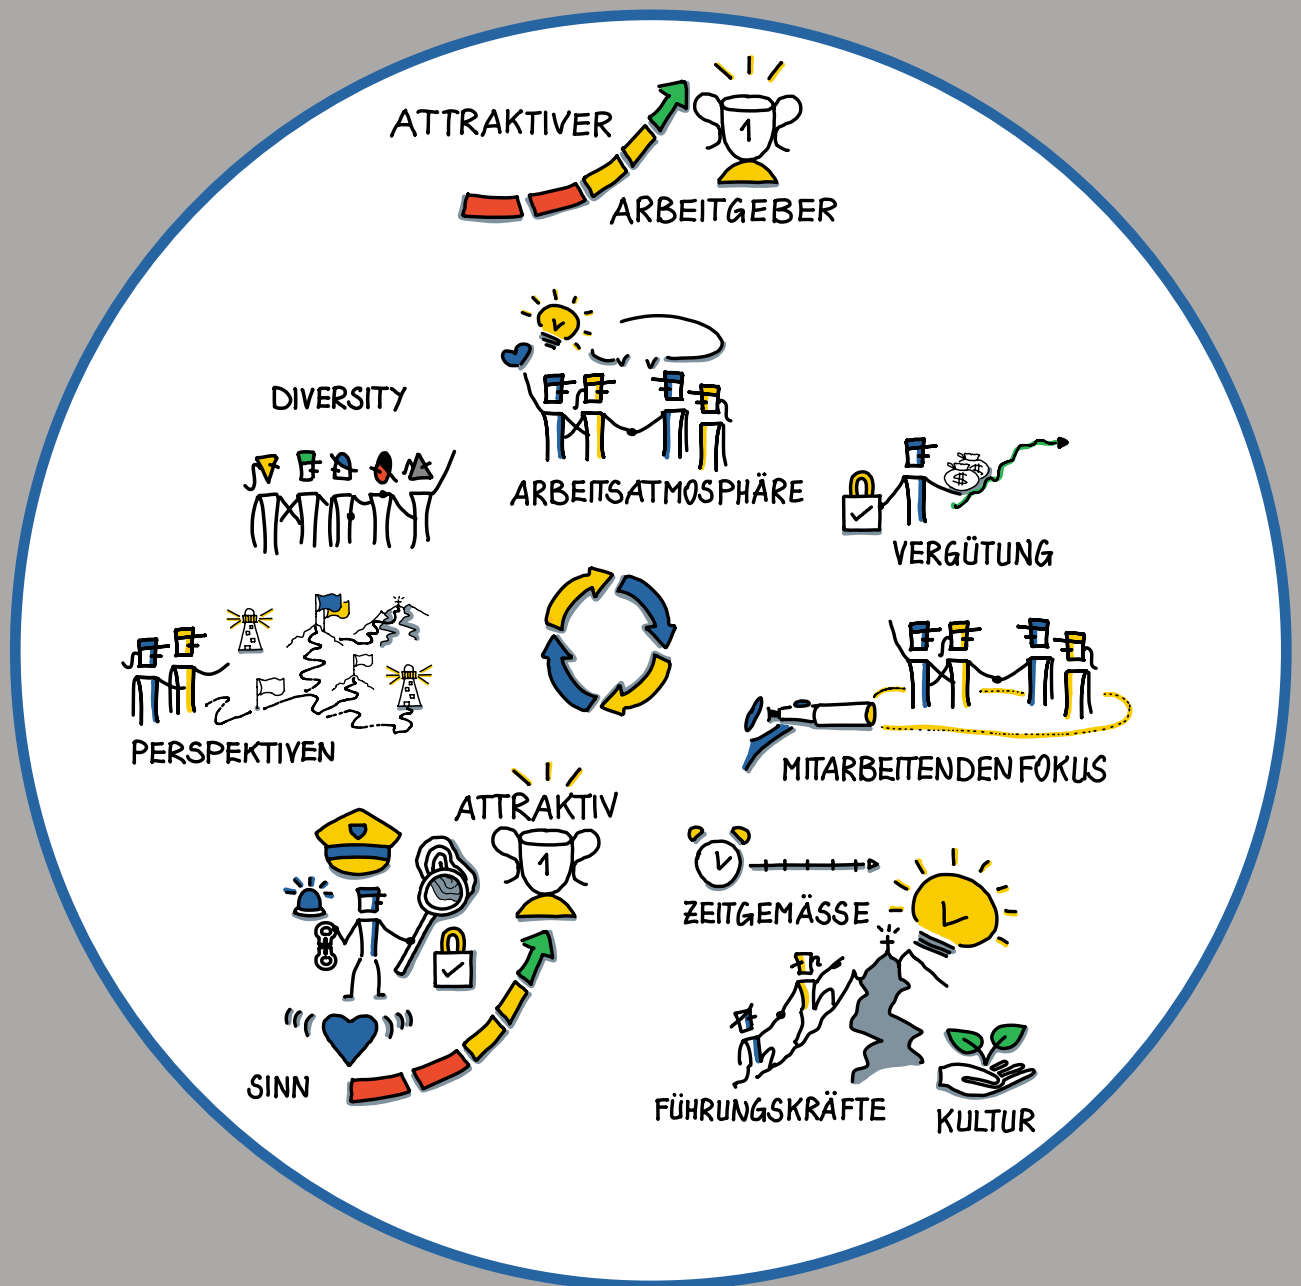 ATTRAKTIVER
1
ARBEITGEBER
DIVERSITY
ARBEITSATMOSPHÄRE
$ $
VERGÜTUNG
PERSPEKTIVEN
MITARBEITENDEN FOKUS
ATTRAKTIV
1
SINN
ZEITGEMÄSSE
FÜHRUNGSKRÄFTE
KULTUR